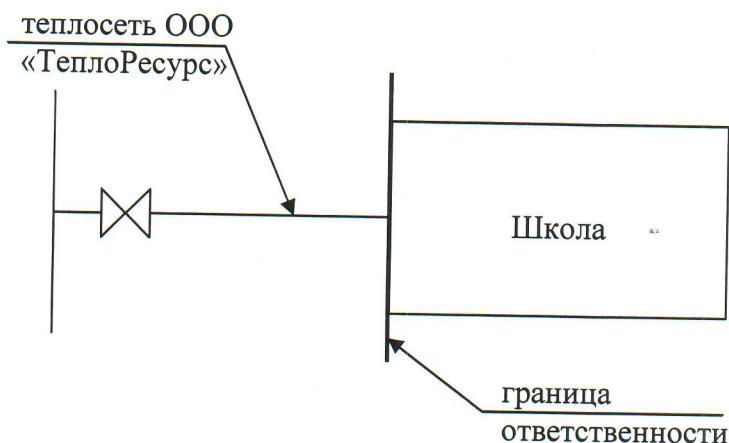 теплосеть ООО
«ТеплоРесурс»
Школа
граница
ответственности